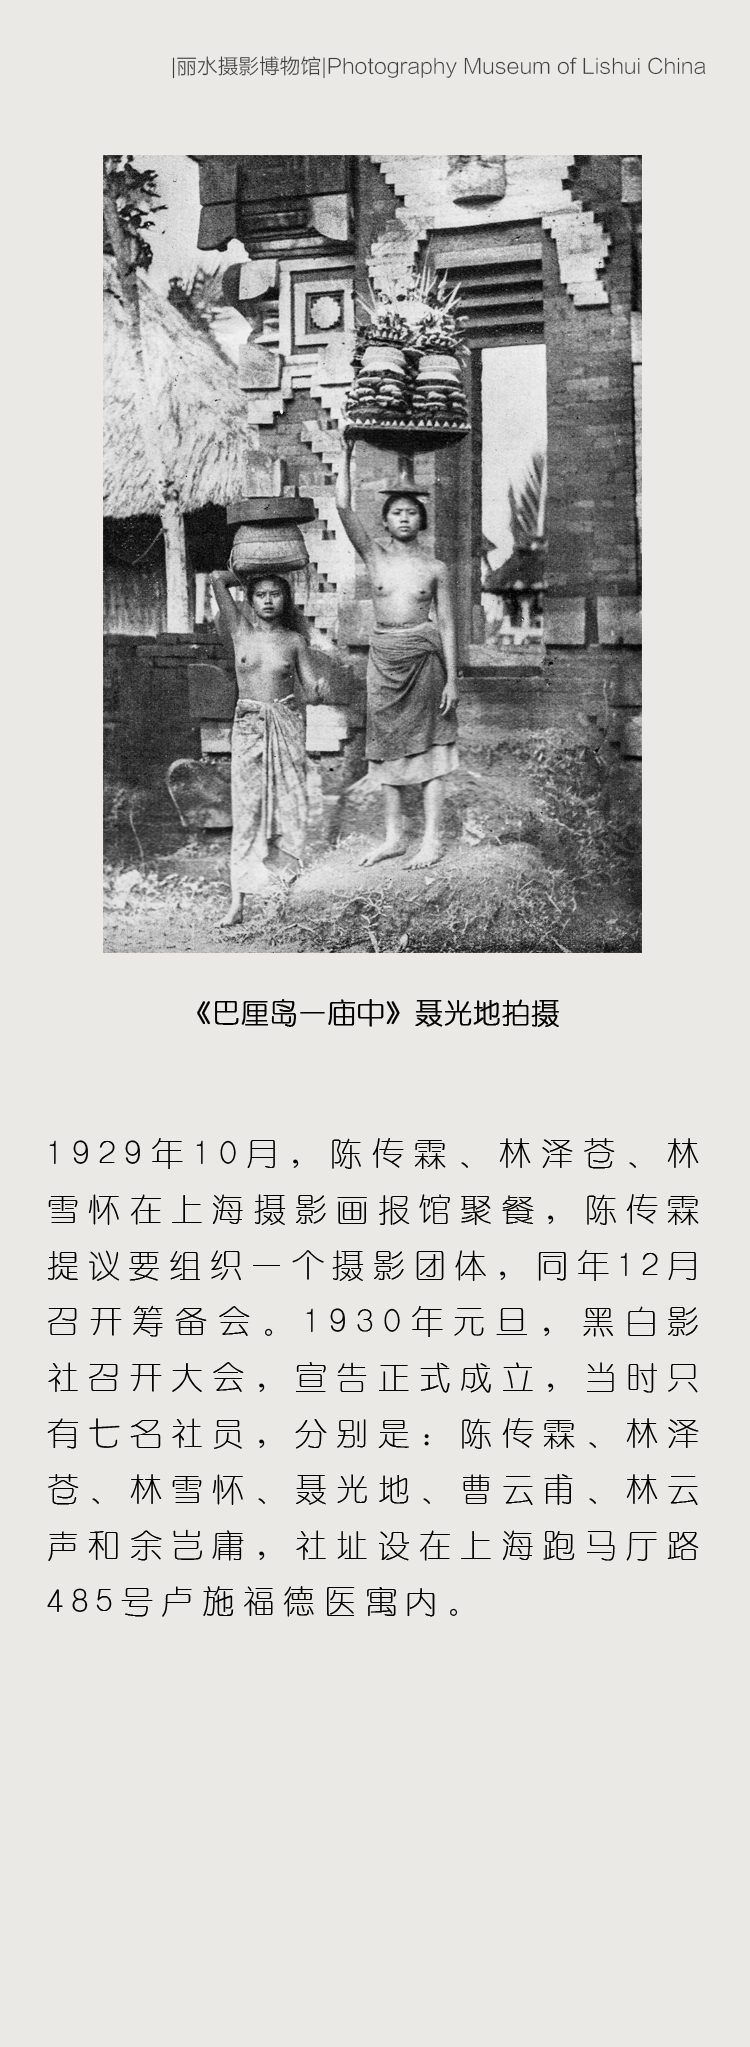 |丽水摄影博物馆|Photography Museum of Lishui China
《巴厘岛一庙中》聂光地拍摄
1929年10月，陈传霖、林泽苍、林
雪怀在上海摄影画报馆聚餐，陈传霖
提议要组织一个摄影团体，同年12月
召开筹备会。1930年元旦，黑白影
社召开大会，宣告正式成立，当时只
有七名社员，分别是：陈传霖、林泽
苍、林雪怀、聂光地、曹云甫、林云
声和余岂庸，社址设在上海跑马厅路
485号卢施福德医寓内。